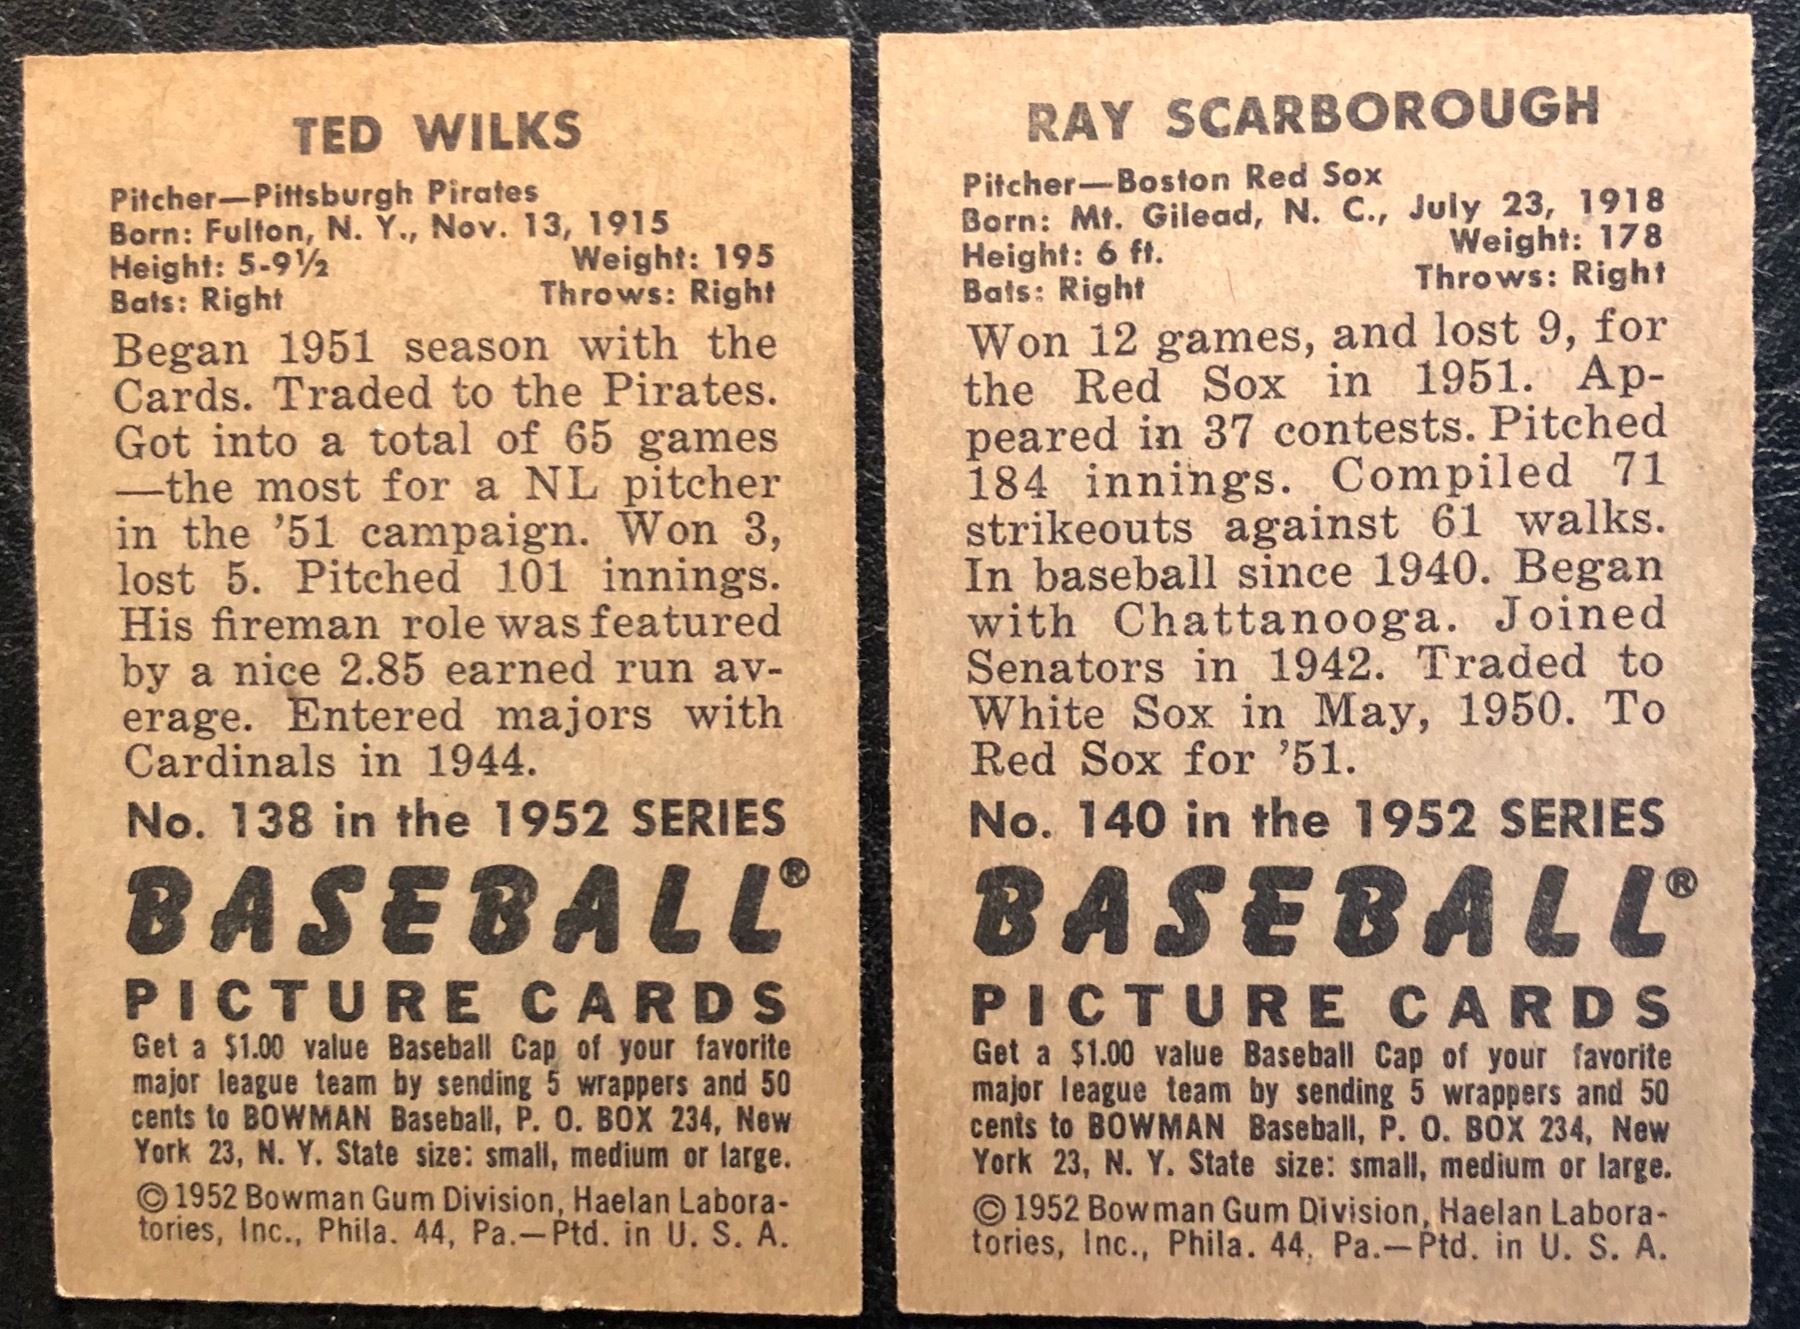 TED WILKS
Pitcher—Pittsburgh Pirates
Born: Fulton, N. Y., Nov. 13, 1915
Height: 5-9½ Weight: 195
Bats: Right Throws: Right
Began 1951 season with the
Cards. Traded to the Pirates.
Got into a total of 65 games
—the most for a NL pitcher
in the ’51 campaign. Won 3,
lost 5. Pitched 101 innings.
His fireman role was featured
by a nice 2.85 earned run av-
erage. Entered majors with
Cardinals in 1944.
No. 138 in the 1952 SERIES
BASEBALL®
PICTURE CARDS
Get a $1.00 value Baseball Cap of your favorite
major league team by sending 5 wrappers and 50
cents to BOWMAN Baseball, P. O. BOX 234, New
York 23, N. Y. State size: small, medium or large.
© 1952 Bowman Gum Division, Haelan Labora-
tories, Inc., Phila. 44, Pa.—Ptd. in U. S. A.
RAY SCARBOROUGH
Pitcher—Boston Red Sox
Born: Mt. Gilead, N. C., July 23, 1918
Height: 6 ft. Weight: 178
Bats: Right Throws: Right
Won 12 games, and lost 9, for
the Red Sox in 1951. Ap-
peared in 37 contests. Pitched
184 innings. Compiled 71
strikeouts against 61 walks.
In baseball since 1940. Began
with Chattanooga. Joined
Senators in 1942. Traded to
White Sox in May, 1950. To
Red Sox for ’51.
No. 140 in the 1952 SERIES
BASEBALL®
PICTURE CARDS
Get a $1.00 value Baseball Cap of your favorite
major league team by sending 5 wrappers and 50
cents to BOWMAN Baseball, P. O. BOX 234, New
York 23, N. Y. State size: small, medium or large.
© 1952 Bowman Gum Division, Haelan Labora-
tories, Inc., Phila. 44, Pa.—Ptd. in U. S. A.